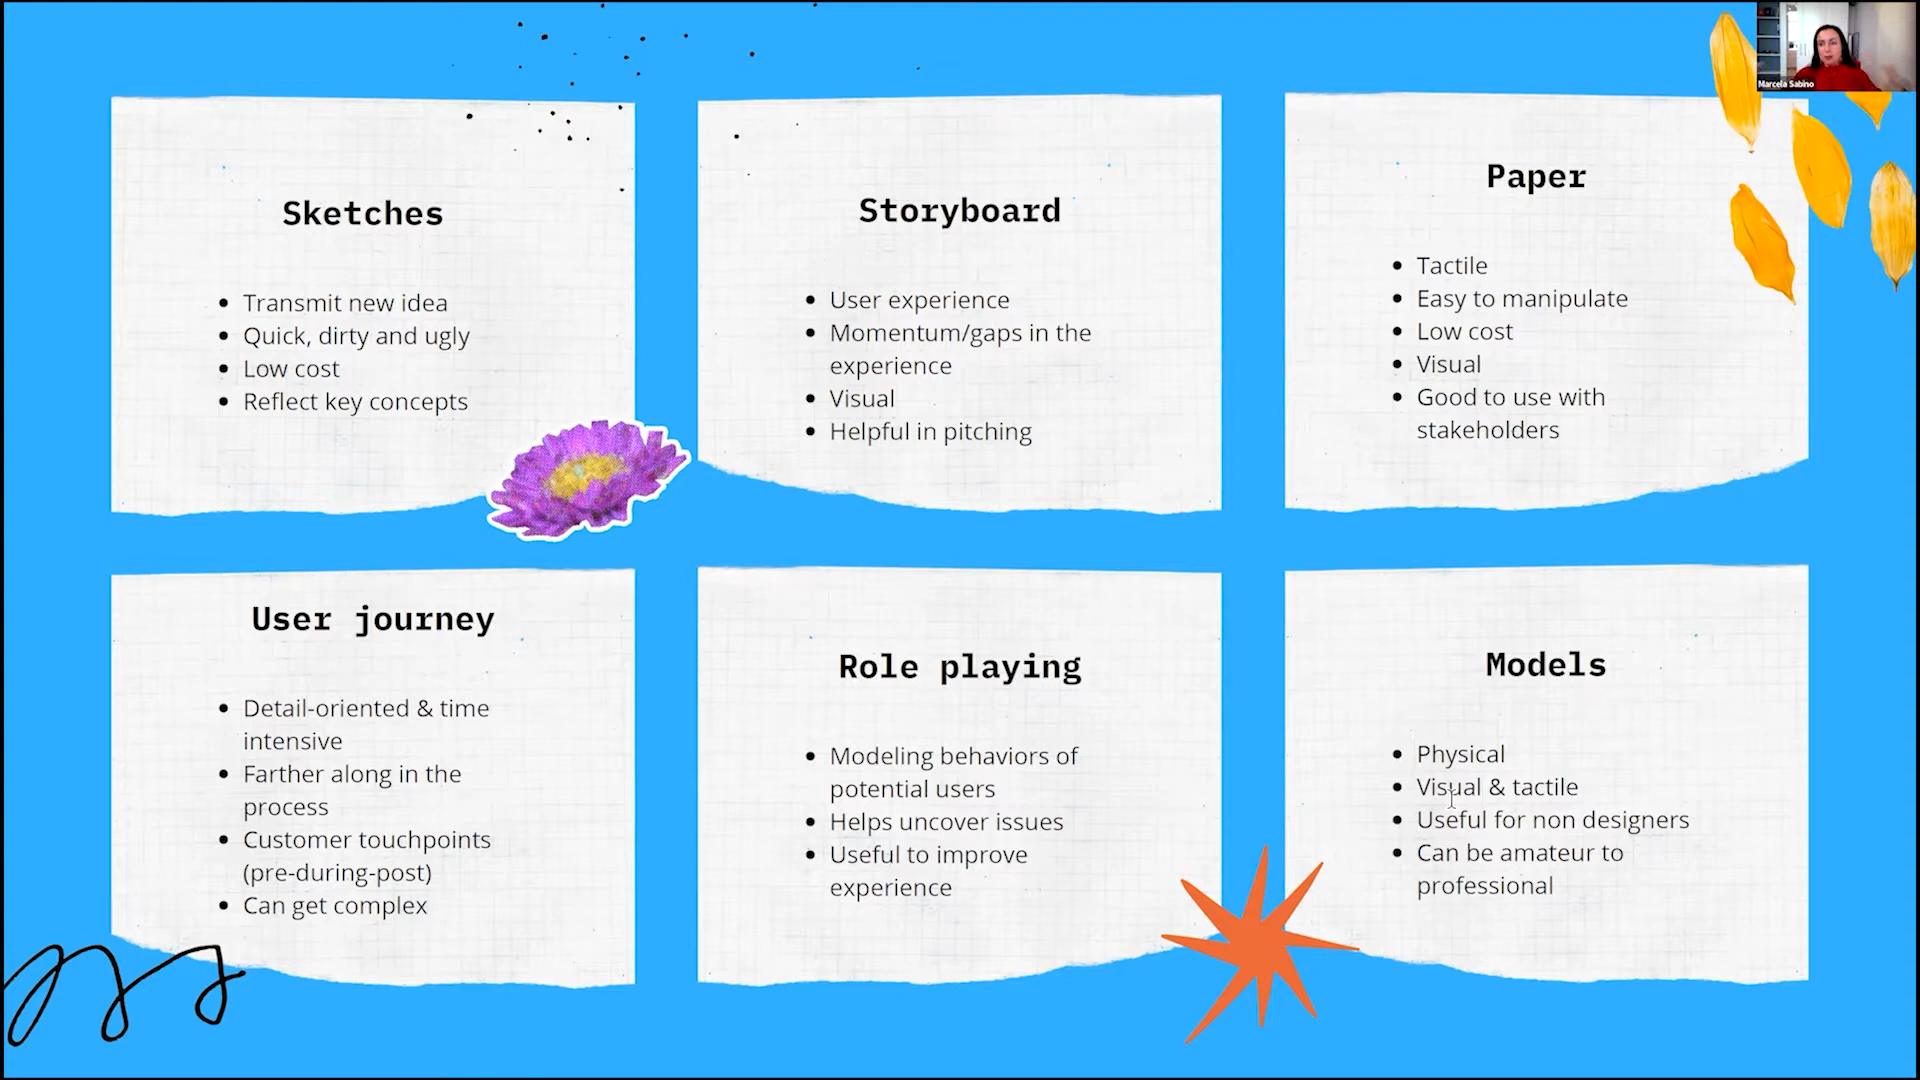 Marcela Sabino
Sketches
• Transmit new idea
• Quick, dirty and ugly
• Low cost
• Reflect key concepts
Storyboard
• User experience
• Momentum/gaps in the
experience
• Visual
• Helpful in pitching
Paper
• Tactile
• Easy to manipulate
• Low cost
• Visual
• Good to use with
stakeholders
User journey
• Detail-oriented & time
intensive
• Farther along in the
process
• Customer touchpoints
(pre-during-post)
• Can get complex
Role playing
• Modeling behaviors of
potential users
• Helps uncover issues
• Useful to improve
experience
Models
• Physical
• Visual & tactile
• Useful for non designers
• Can be amateur to
professional